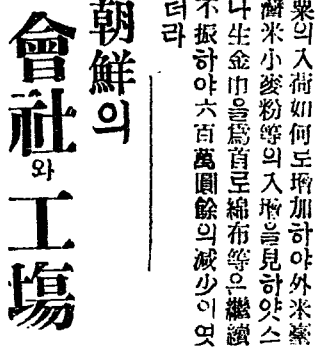 粟의入荷如何도增加하야外米臺
灣米小麥粉等의入增을見하얏스
나生金巾을爲首로綿布等은繼續
不振하야六百萬圓餘의減少이엿
더라
朝鮮의
會社와工場